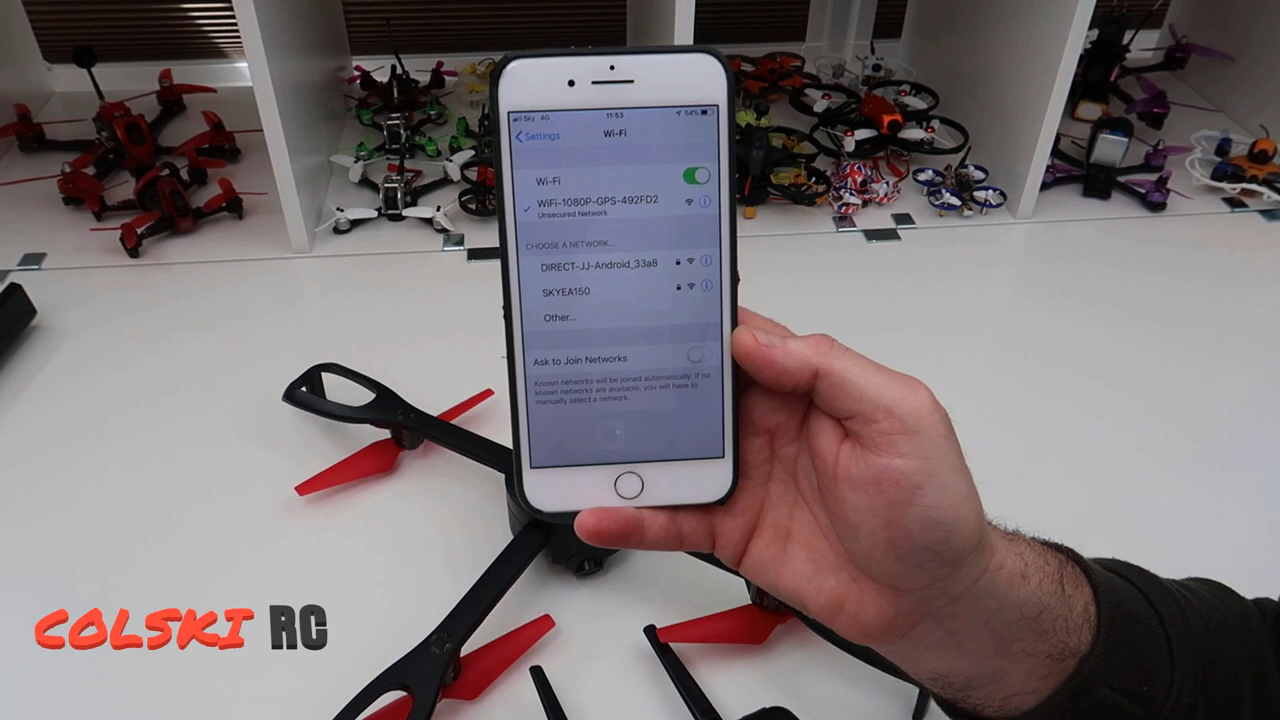 Sky 4G 11:53 54%
Settings Wi-Fi
Wi-Fi
WiFi-1080P-GPS-492FD2
Unsecured Network
CHOOSE A NETWORK...
DIRECT-JJ-Android_33a8
SKYEA150
Other...
Ask to Join Networks
Known networks will be joined automatically. If no
known networks are available, you will have to
manually select a network.
COLSKI RC